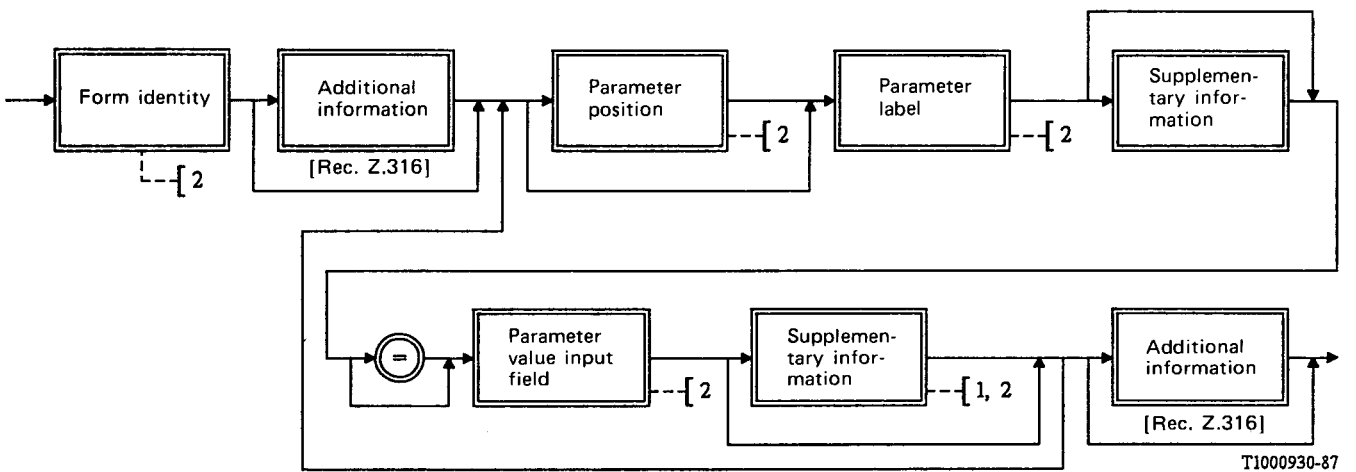 Form identity
2
Additional
information
[Rec. Z.316]
Parameter
position
2
Parameter
label
2
Supplemen-
tary infor-
mation
=
Parameter
value input
field
2
Supplemen-
tary infor-
mation
1, 2
Additional
information
[Rec. Z.316]
T1000930-87